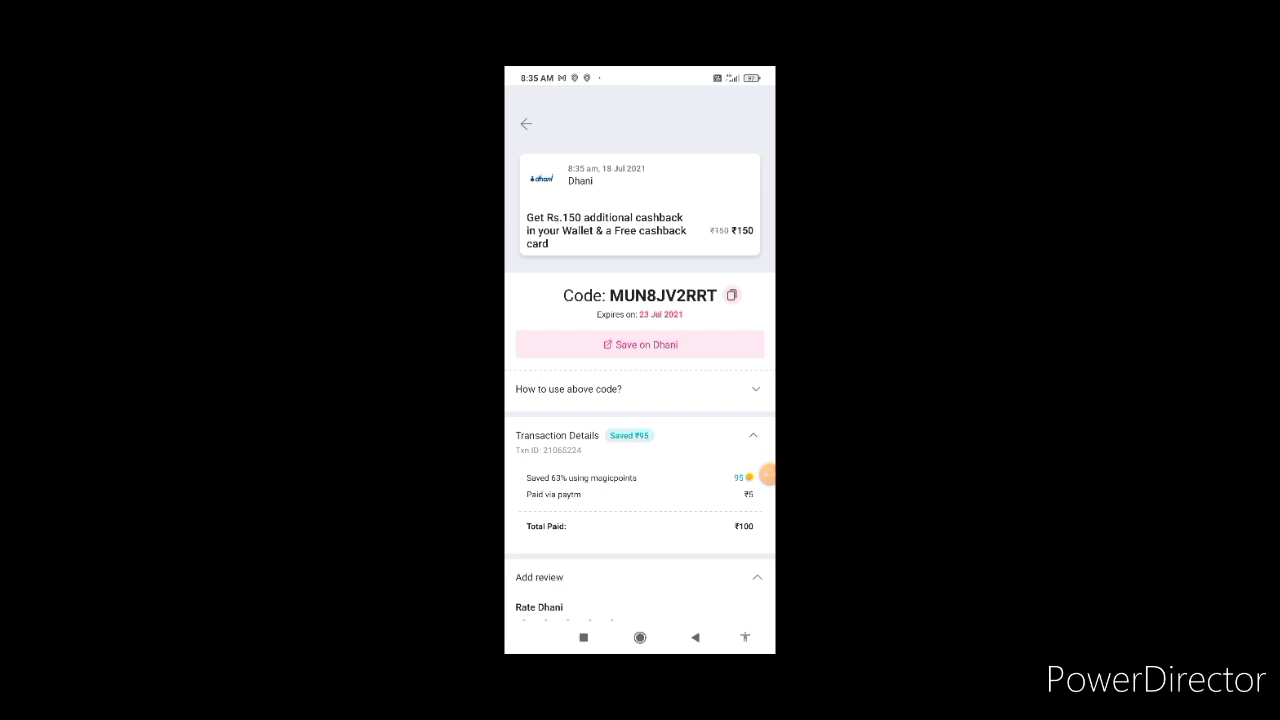 8:35 AM
97
8:35 am, 18 Jul 2021
dhani
Dhani
Get Rs.150 additional cashback
in your Wallet & a Free cashback
card
₹150 ₹150
Code: MUN8JV2RRT
Expires on: 23 Jul 2021
Save on Dhani
How to use above code?
Transaction Details Saved ₹95
Txn ID: 21065224
Saved 63% using magicpoints 95
Paid via paytm ₹5
Total Paid: ₹100
Add review
Rate Dhani
PowerDirector